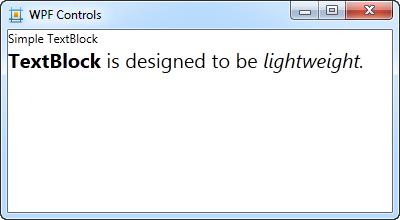 WPF Controls
Simple TextBlock
TextBlock is designed to be lightweight.